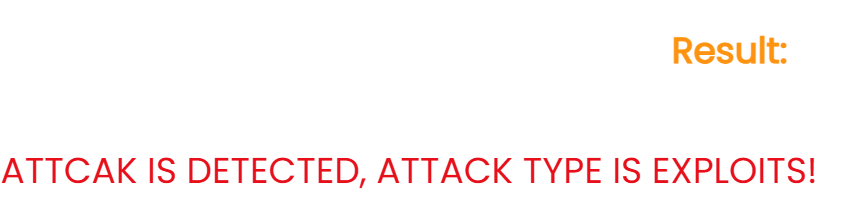 Result:
ATTCAK IS DETECTED, ATTACK TYPE IS EXPLOITS!